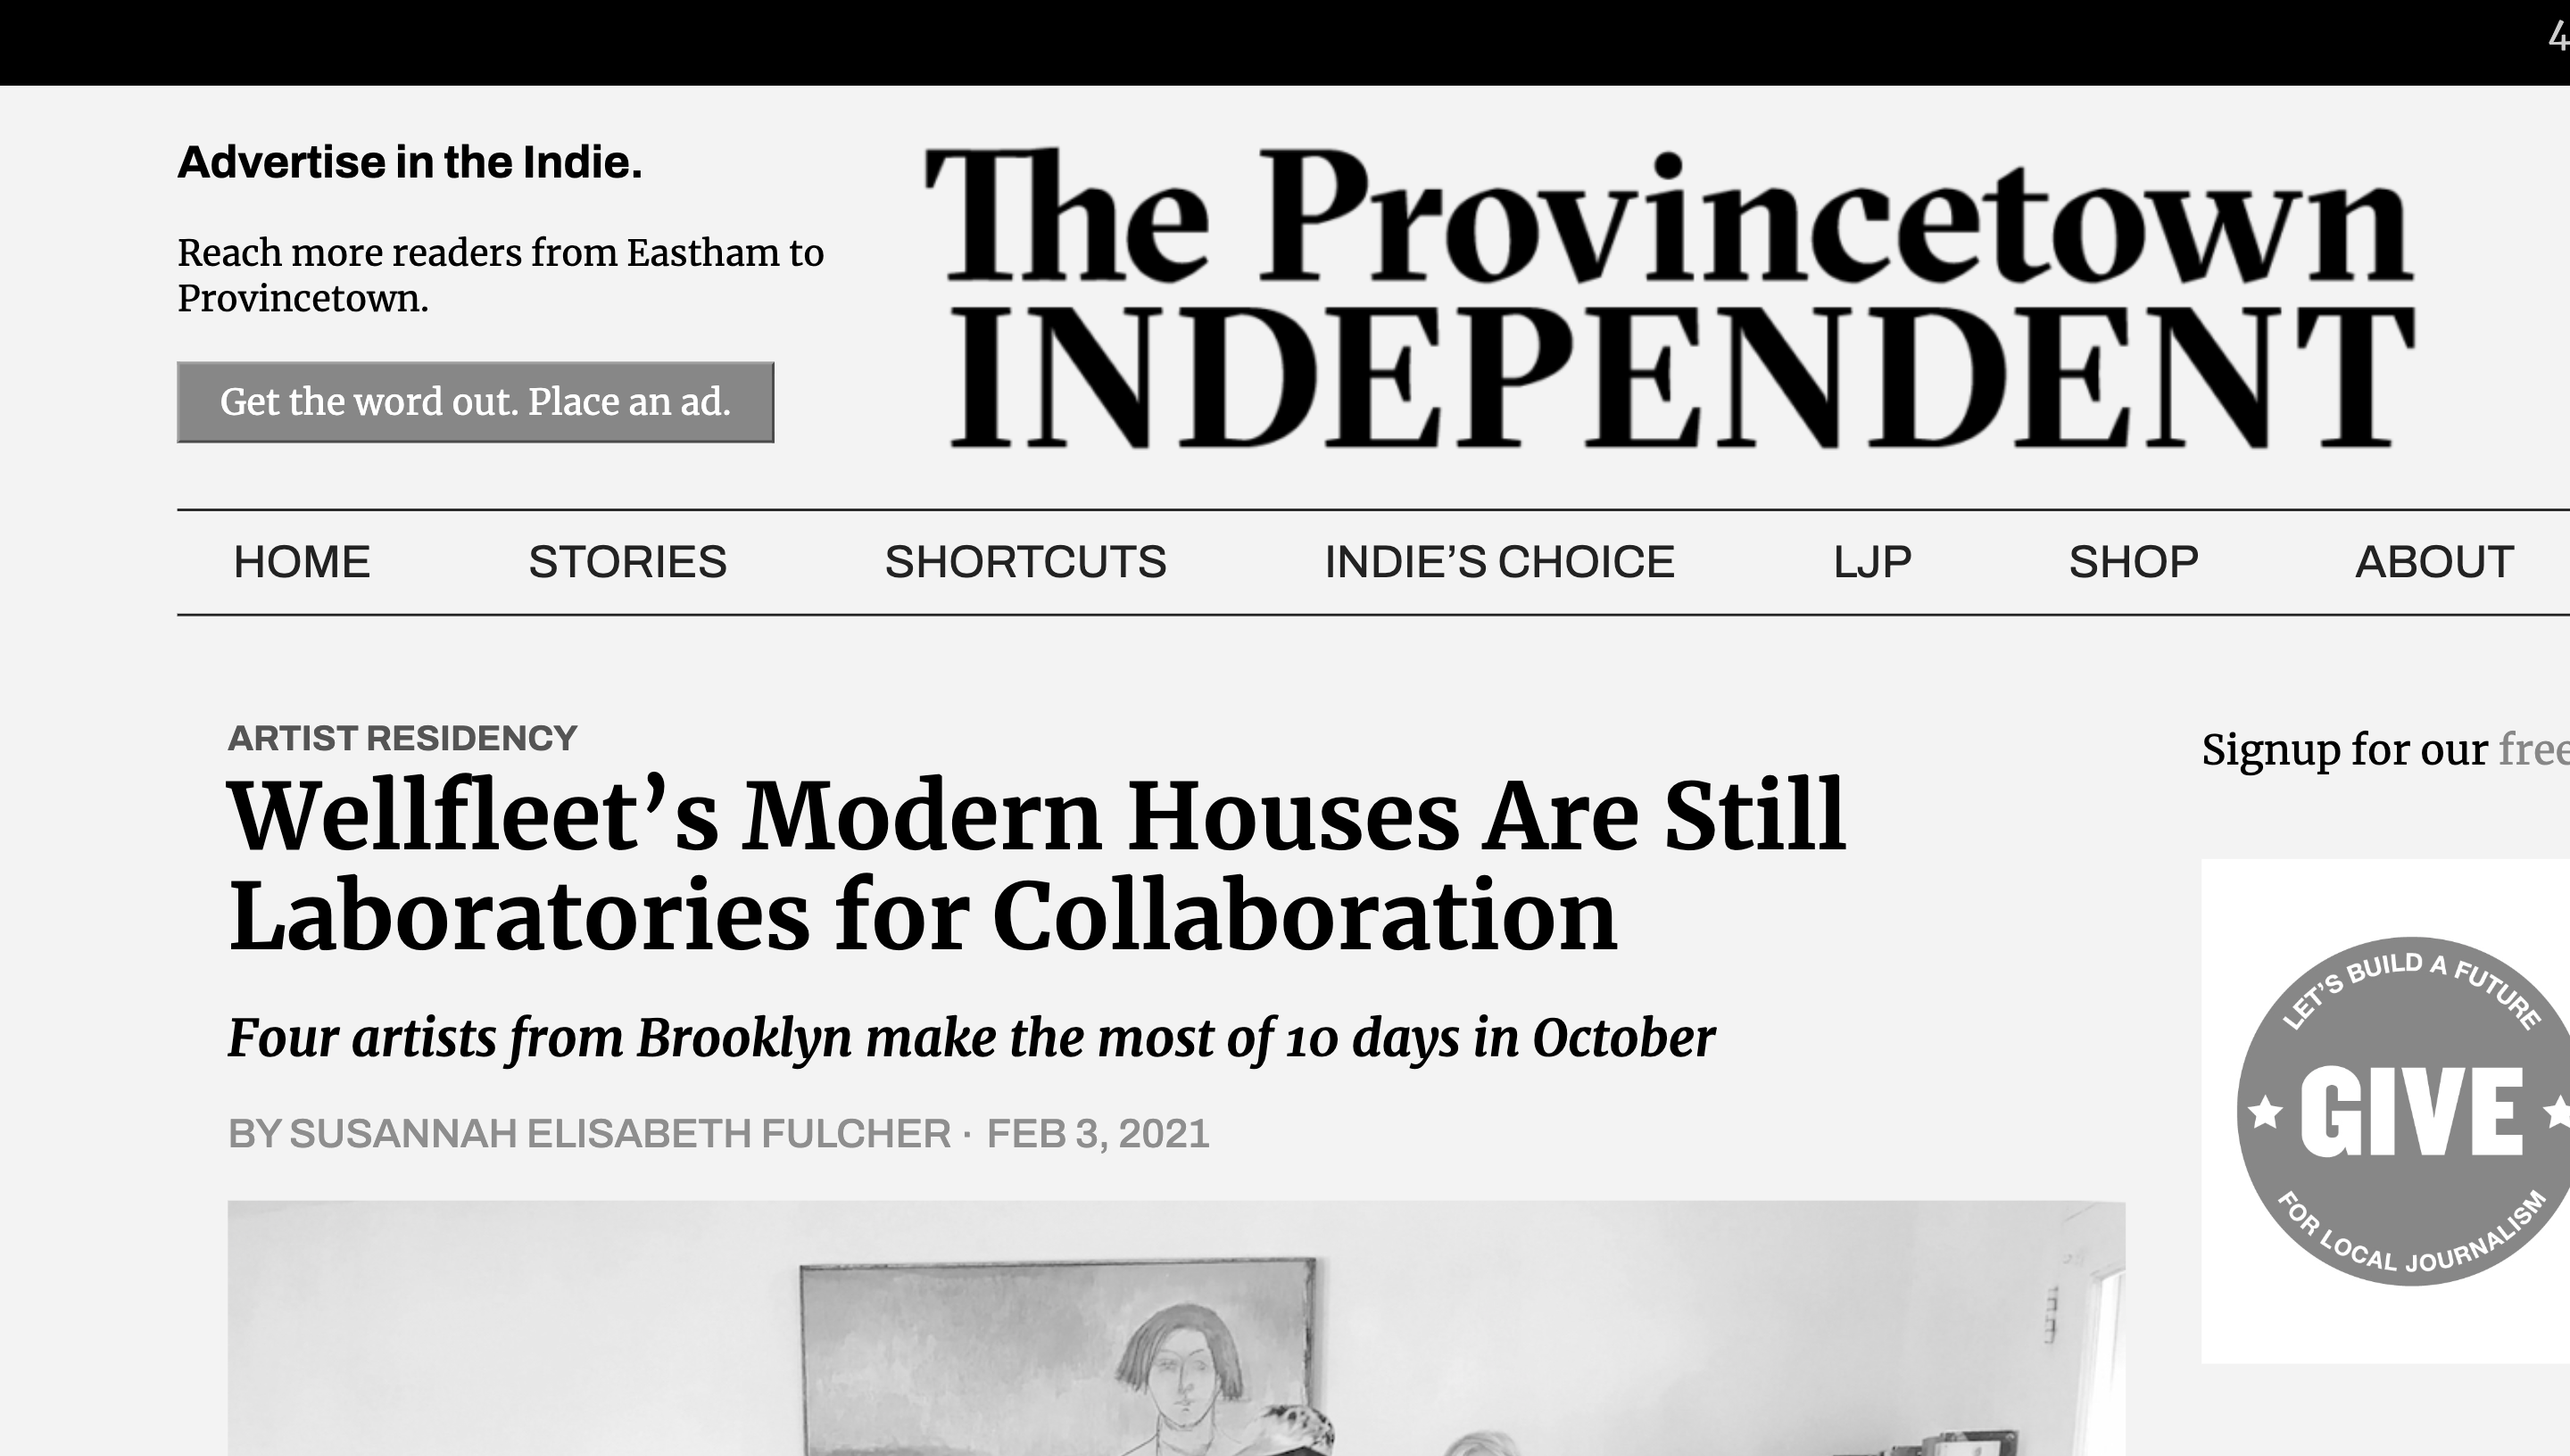 Advertise in the Indie.
Reach more readers from Eastham to
Provincetown.
Get the word out. Place an ad.
The Provincetown
INDEPENDENT
HOME STORIES SHORTCUTS INDIE’S CHOICE LJP SHOP ABOUT
ARTIST RESIDENCY
Wellfleet’s Modern Houses Are Still
Laboratories for Collaboration
Four artists from Brooklyn make the most of 10 days in October
BY SUSANNAH ELISABETH FULCHER · FEB 3, 2021
Signup for our free
LET’S BUILD A FUTURE
GIVE
FOR LOCAL JOURNALISM